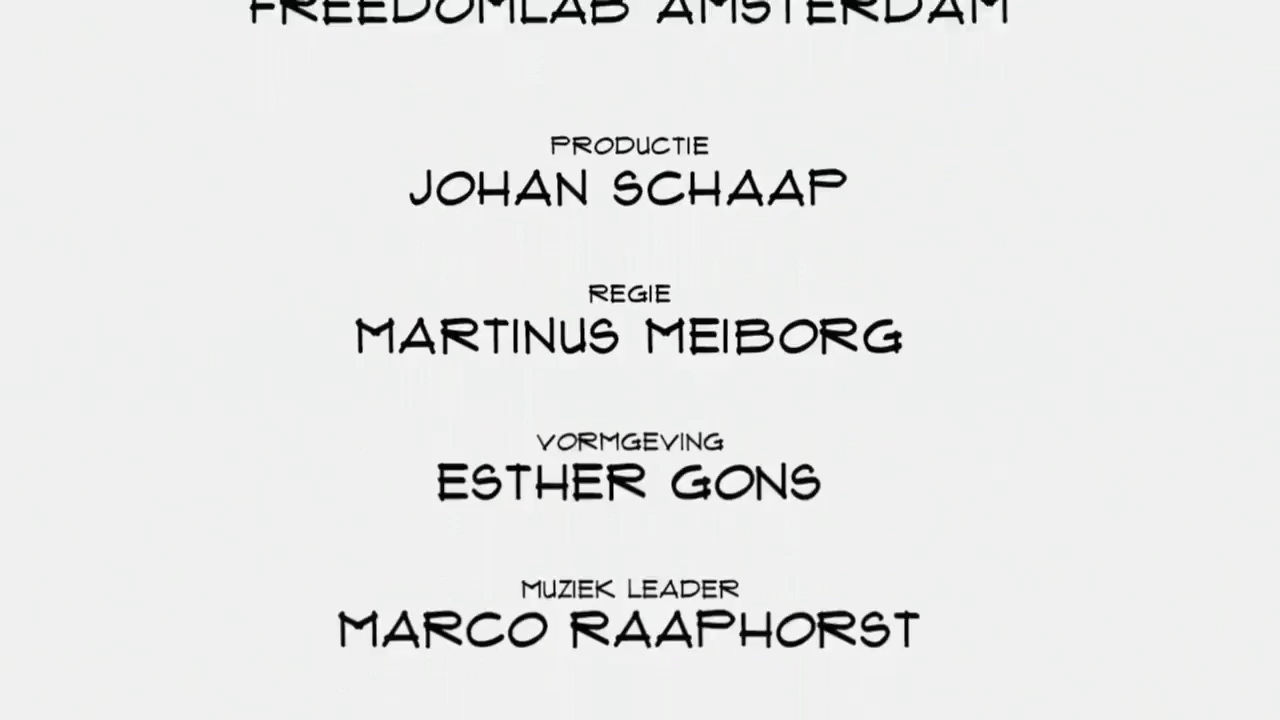 FREEDOMLAB AMSTERDAM
PRODUCTIE
JOHAN SCHAAP
REGIE
MARTINUS MEIBORG
VORMGEVING
ESTHER GONS
MUZIEK LEADER
MARCO RAAPHORST